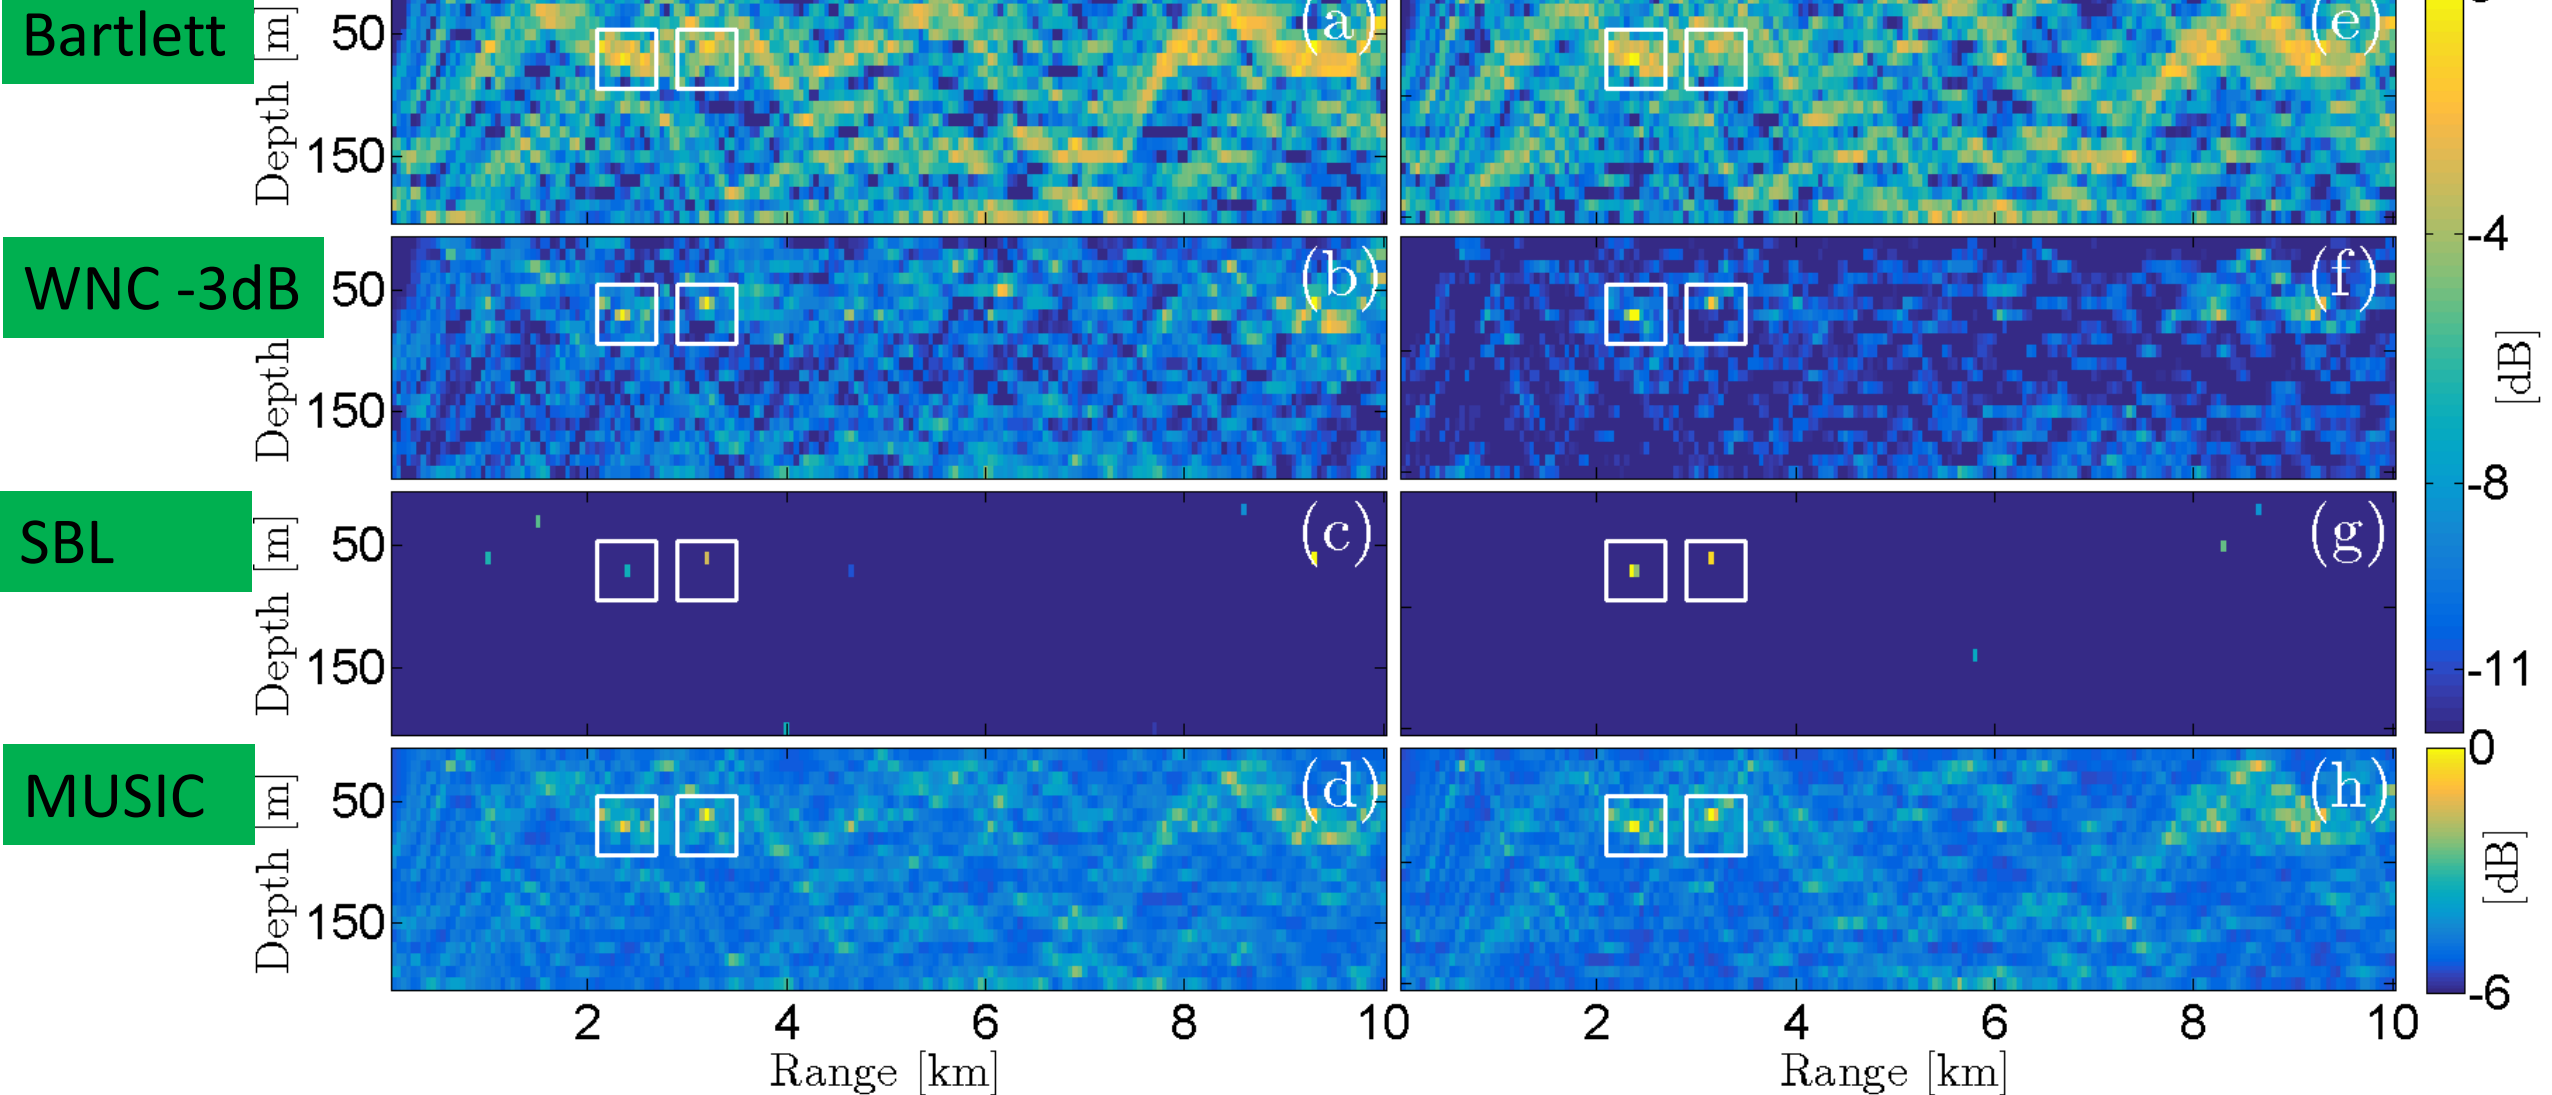 Bartlett
Depth [m]
50
150
(a)
(e)
WNC -3dB
Depth
50
150
(b)
(f)
-4
[dB]
SBL
Depth [m]
50
150
(c)
(g)
-8
-11
MUSIC
Depth [m]
50
150
(d)
(h)
0
[dB]
-6
2 4 6 8 10 2 4 6 8 10
Range [km] Range [km]